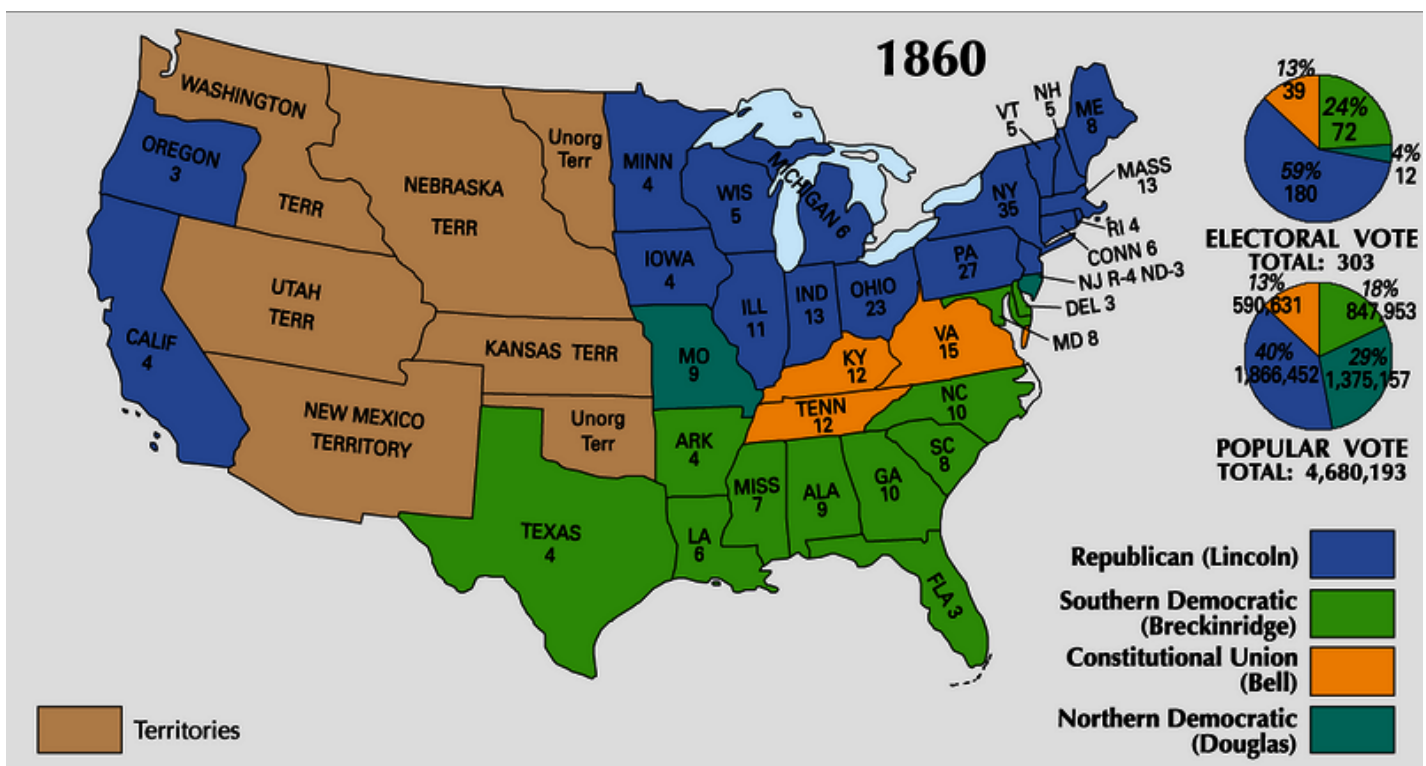 1860
WASHINGTON
TERR
OREGON
3
CALIF
4
NEBRASKA
TERR
Unorg
Terr
UTAH
TERR
KANSAS TERR
NEW MEXICO
TERRITORY
Unorg
Terr
TEXAS
4
MINN
4
IOWA
4
MO
9
ARK
4
LA
6
WIS
5
MICHIGAN 6
ILL
11
IND
13
OHIO
23
KY
12
TENN
12
MISS
7
ALA
9
GA
10
FLA 3
SC
8
NC
10
VA
15
PA
27
NY
35
VT
5
NH
5
ME
8
MASS
13
RI 4
CONN 6
NJ R-4 ND-3
DEL 3
MD 8
13%
39
24%
72
4%
12
59%
180
ELECTORAL VOTE
TOTAL: 303
13%
590,631
18%
847,953
40%
1,866,452
29%
1,375,157
POPULAR VOTE
TOTAL: 4,680,193
Republican (Lincoln)
Southern Democratic
(Breckinridge)
Constitutional Union
(Bell)
Northern Democratic
(Douglas)
Territories